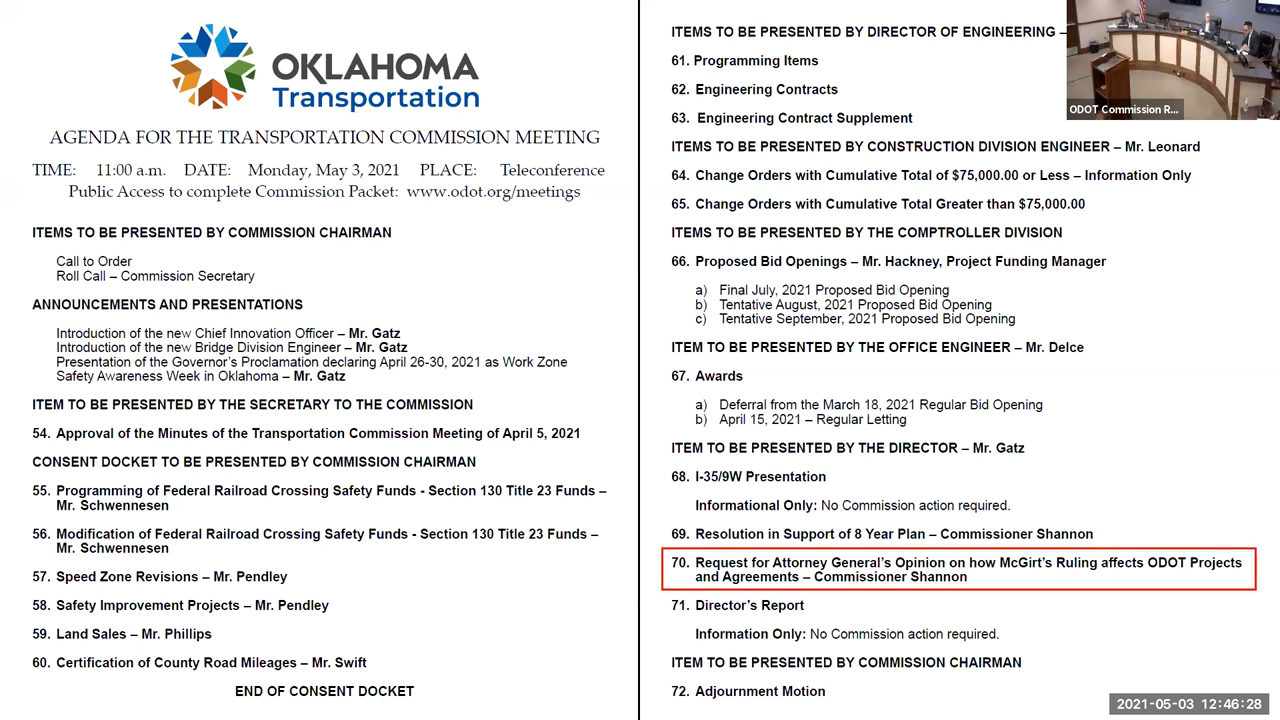 OKLAHOMA
Transportation
AGENDA FOR THE TRANSPORTATION COMMISSION MEETING
TIME: 11:00 a.m. DATE: Monday, May 3, 2021 PLACE: Teleconference
Public Access to complete Commission Packet: www.odot.org/meetings
ITEMS TO BE PRESENTED BY COMMISSION CHAIRMAN
Call to Order
Roll Call – Commission Secretary
ANNOUNCEMENTS AND PRESENTATIONS
Introduction of the new Chief Innovation Officer – Mr. Gatz
Introduction of the new Bridge Division Engineer – Mr. Gatz
Presentation of the Governor's Proclamation declaring April 26-30, 2021 as Work Zone
Safety Awareness Week in Oklahoma – Mr. Gatz
ITEM TO BE PRESENTED BY THE SECRETARY TO THE COMMISSION
54. Approval of the Minutes of the Transportation Commission Meeting of April 5, 2021
CONSENT DOCKET TO BE PRESENTED BY COMMISSION CHAIRMAN
55. Programming of Federal Railroad Crossing Safety Funds - Section 130 Title 23 Funds –
Mr. Schwennesen
56. Modification of Federal Railroad Crossing Safety Funds - Section 130 Title 23 Funds –
Mr. Schwennesen
57. Speed Zone Revisions – Mr. Pendley
58. Safety Improvement Projects – Mr. Pendley
59. Land Sales – Mr. Phillips
60. Certification of County Road Mileages – Mr. Swift
END OF CONSENT DOCKET
ITEMS TO BE PRESENTED BY DIRECTOR OF ENGINEERING –
61. Programming Items
62. Engineering Contracts
63. Engineering Contract Supplement
ITEMS TO BE PRESENTED BY CONSTRUCTION DIVISION ENGINEER – Mr. Leonard
64. Change Orders with Cumulative Total of $75,000.00 or Less – Information Only
65. Change Orders with Cumulative Total Greater than $75,000.00
ITEMS TO BE PRESENTED BY THE COMPTROLLER DIVISION
66. Proposed Bid Openings – Mr. Hackney, Project Funding Manager
a) Final July, 2021 Proposed Bid Opening
b) Tentative August, 2021 Proposed Bid Opening
c) Tentative September, 2021 Proposed Bid Opening
ITEM TO BE PRESENTED BY THE OFFICE ENGINEER – Mr. Delce
67. Awards
a) Deferral from the March 18, 2021 Regular Bid Opening
b) April 15, 2021 – Regular Letting
ITEM TO BE PRESENTED BY THE DIRECTOR – Mr. Gatz
68. I-35/9W Presentation
Informational Only: No Commission action required.
69. Resolution in Support of 8 Year Plan – Commissioner Shannon
70. Request for Attorney General's Opinion on how McGirt's Ruling affects ODOT Projects
and Agreements – Commissioner Shannon
71. Director's Report
Information Only: No Commission action required.
ITEM TO BE PRESENTED BY COMMISSION CHAIRMAN
72. Adjournment Motion
ODOT Commission R...
2021-05-03 12:46:28